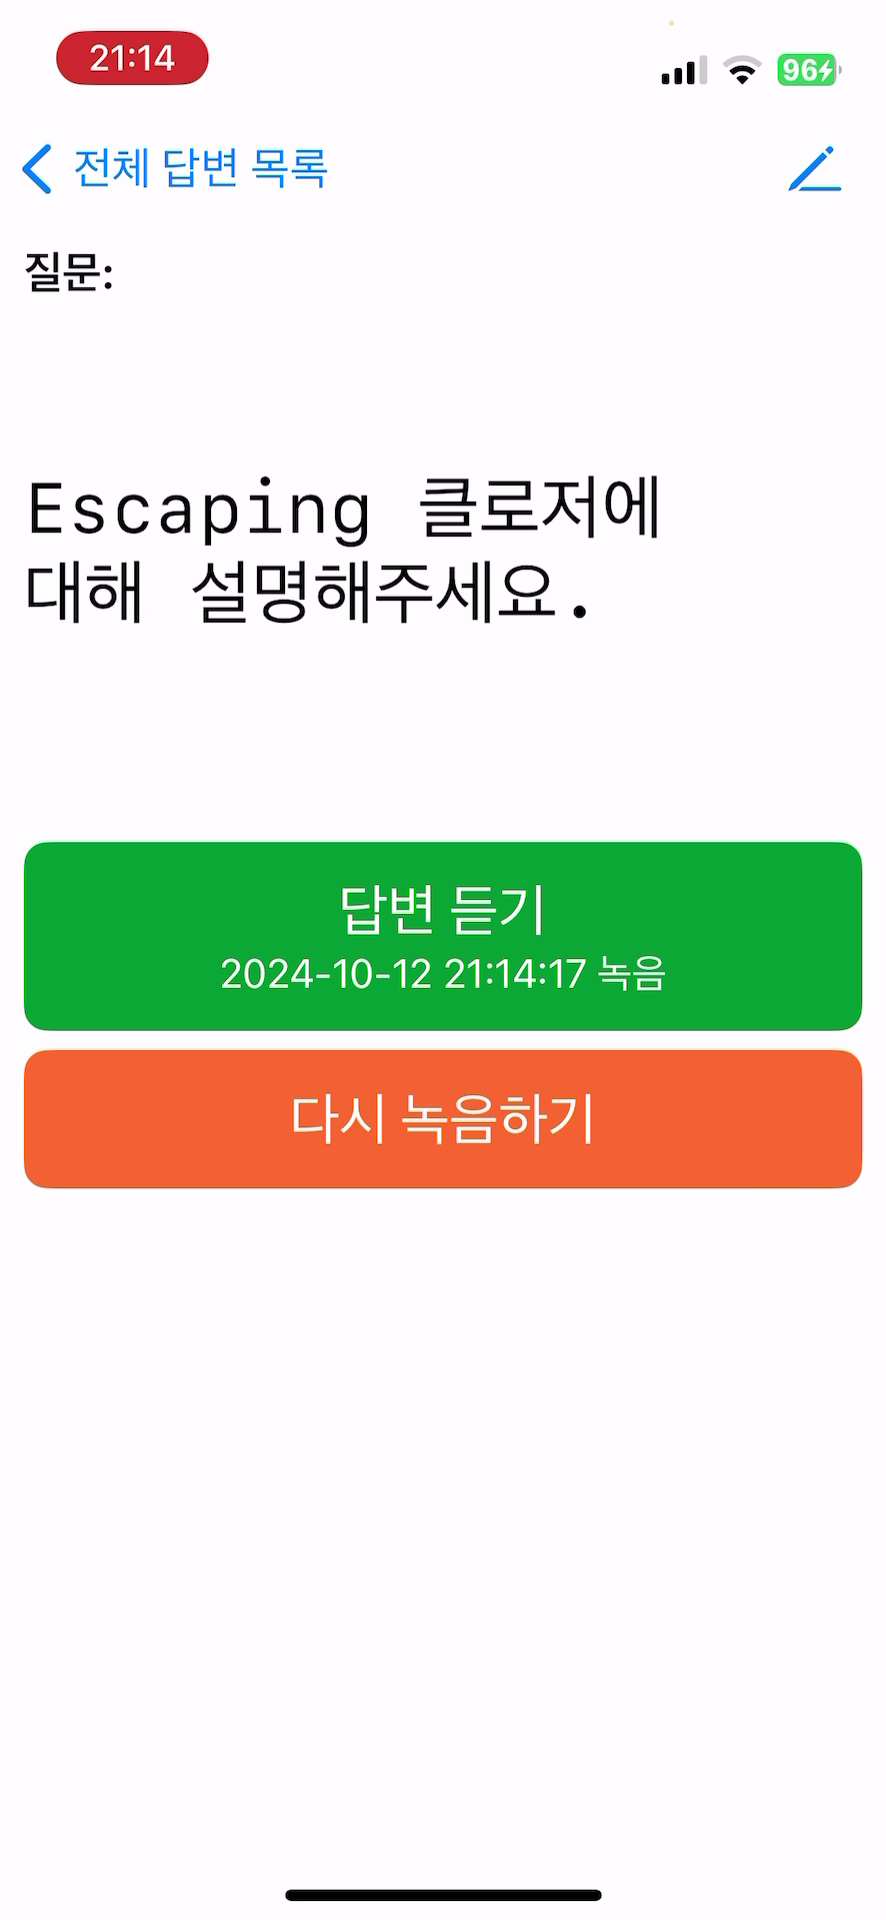 21:14
96
전체 답변 목록
질문:
Escaping 클로저에
대해 설명해주세요.
답변 듣기
2024-10-12 21:14:17 녹음
다시 녹음하기